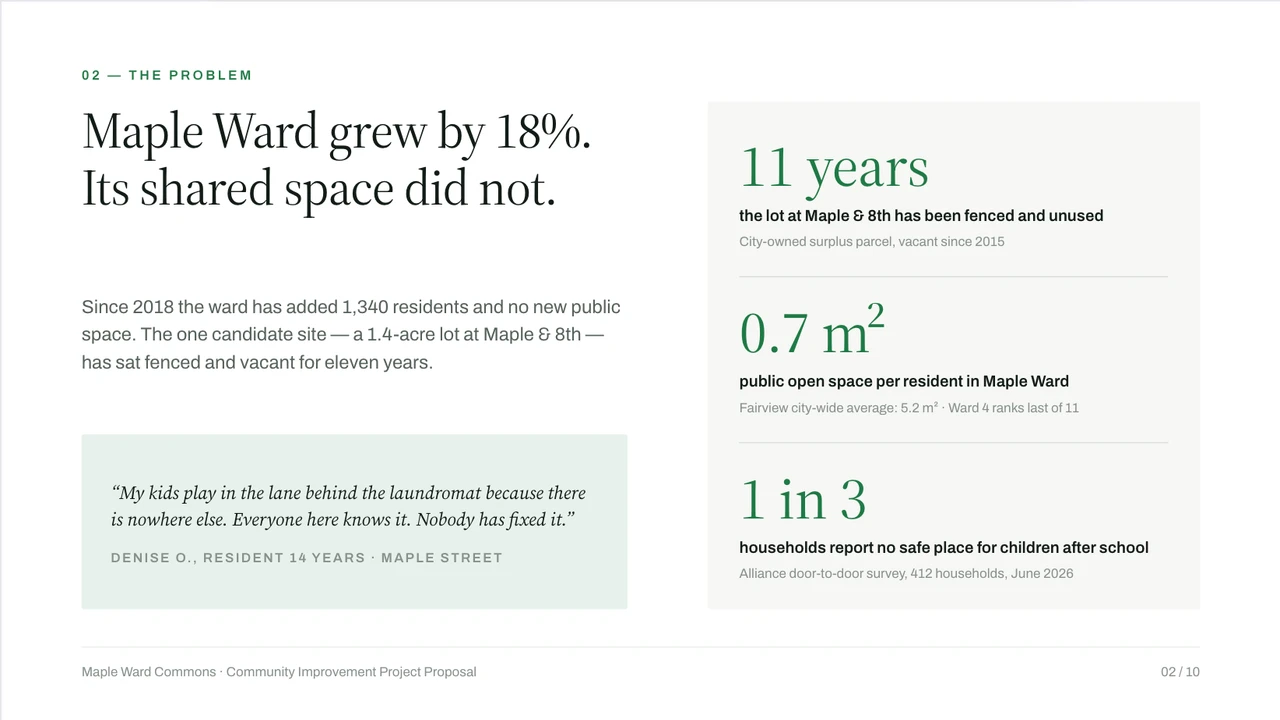 02 — THE PROBLEM
Maple Ward grew by 18%.
Its shared space did not.
Since 2018 the ward has added 1,340 residents and no new public
space. The one candidate site — a 1.4-acre lot at Maple & 8th —
has sat fenced and vacant for eleven years.
“My kids play in the lane behind the laundromat because there
is nowhere else. Everyone here knows it. Nobody has fixed it.”
DENISE O., RESIDENT 14 YEARS · MAPLE STREET
11 years
the lot at Maple & 8th has been fenced and unused
City-owned surplus parcel, vacant since 2015
0.7 m²
public open space per resident in Maple Ward
Fairview city-wide average: 5.2 m² · Ward 4 ranks last of 11
1 in 3
households report no safe place for children after school
Alliance door-to-door survey, 412 households, June 2026
Maple Ward Commons · Community Improvement Project Proposal
02 / 10